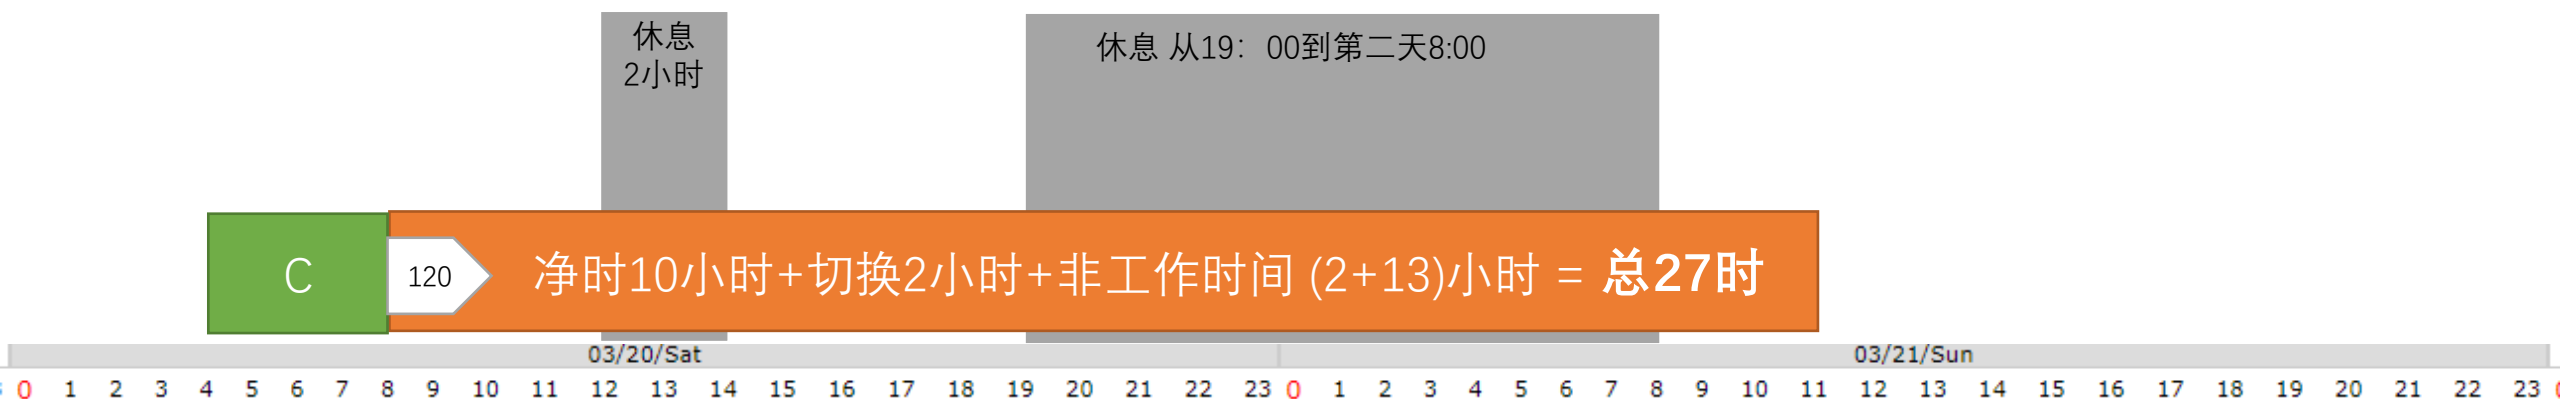 休息
2小时
休息 从19：00到第二天8:00
C
120
净时10小时+切换2小时+非工作时间 (2+13)小时 = 总27时
03/20/Sat
03/21/Sun
0 1 2 3 4 5 6 7 8 9 10 11 12 13 14 15 16 17 18 19 20 21 22 23 0 1 2 3 4 5 6 7 8 9 10 11 12 13 14 15 16 17 18 19 20 21 22 23